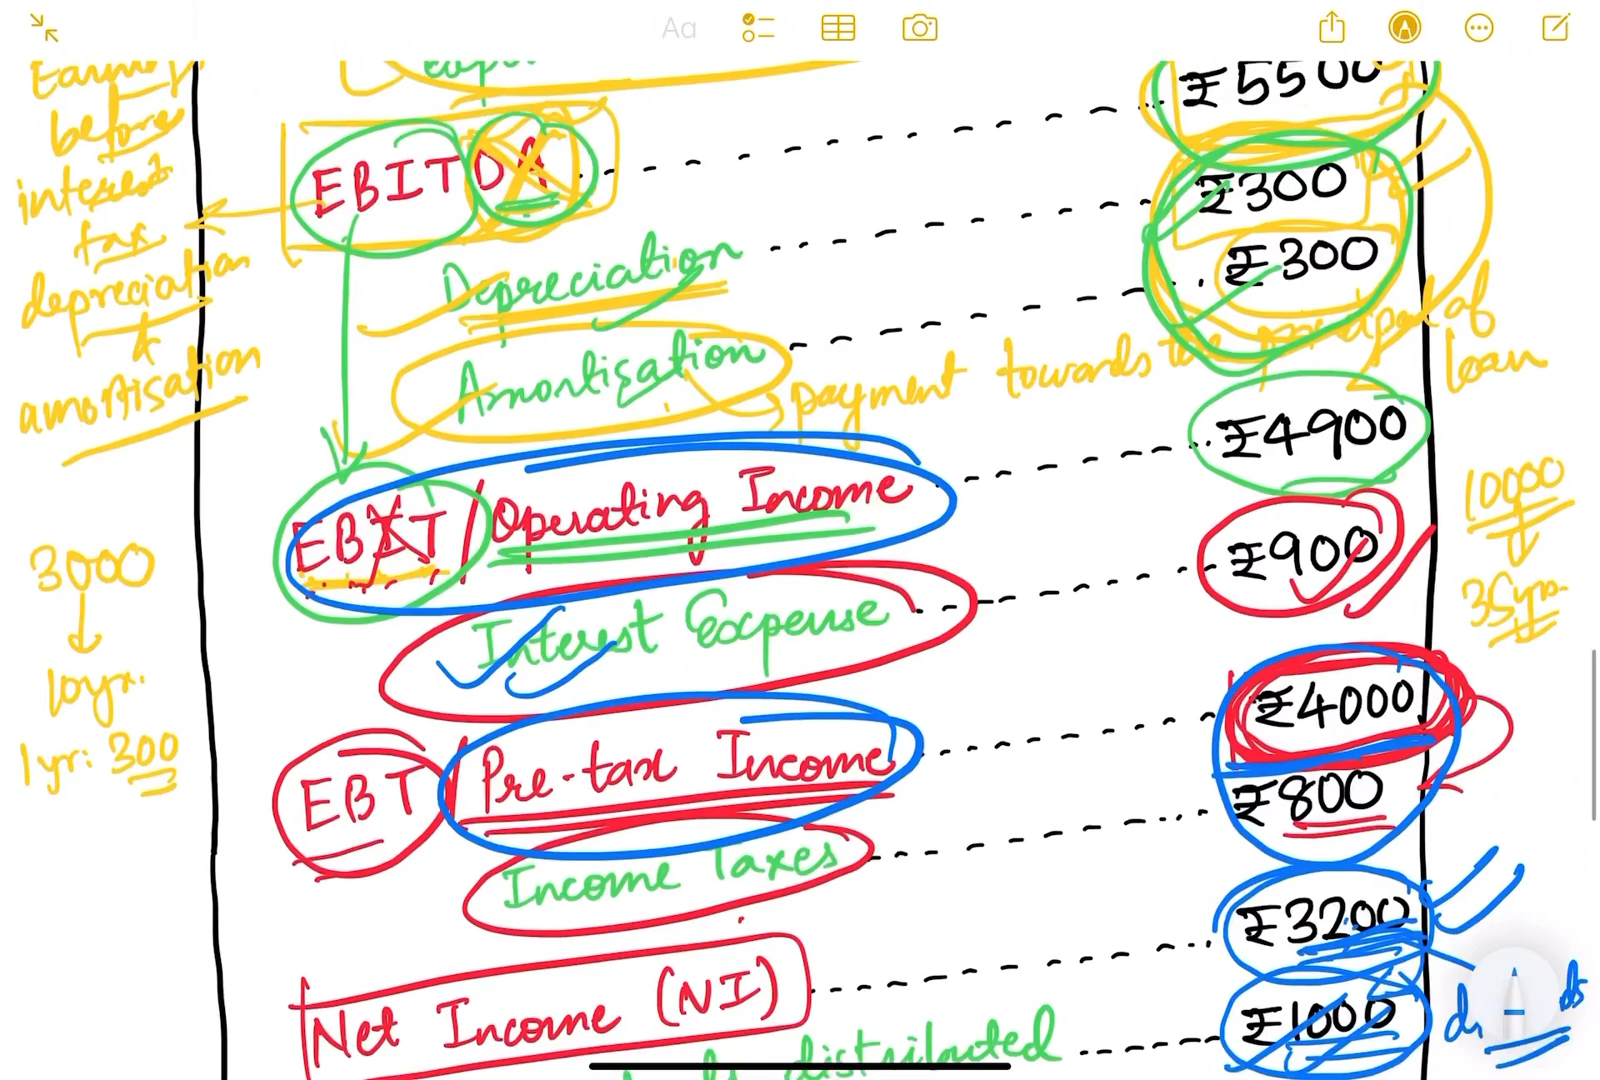 Aa
Earnings
before
interest
tax
depreciation
&
amortisation
₹5500
EBITDA
₹300
Depreciation
₹300
Amortisation
payment towards the principal of
loan
₹4900
EBIT / Operating Income
₹900
10000
35yrs.
Interest Expense
3000
10yr.
1yr: 300
₹4000
EBT / Pre-tax Income
₹800
Income Taxes
₹3200
Net Income (NI)
₹1000
distributed